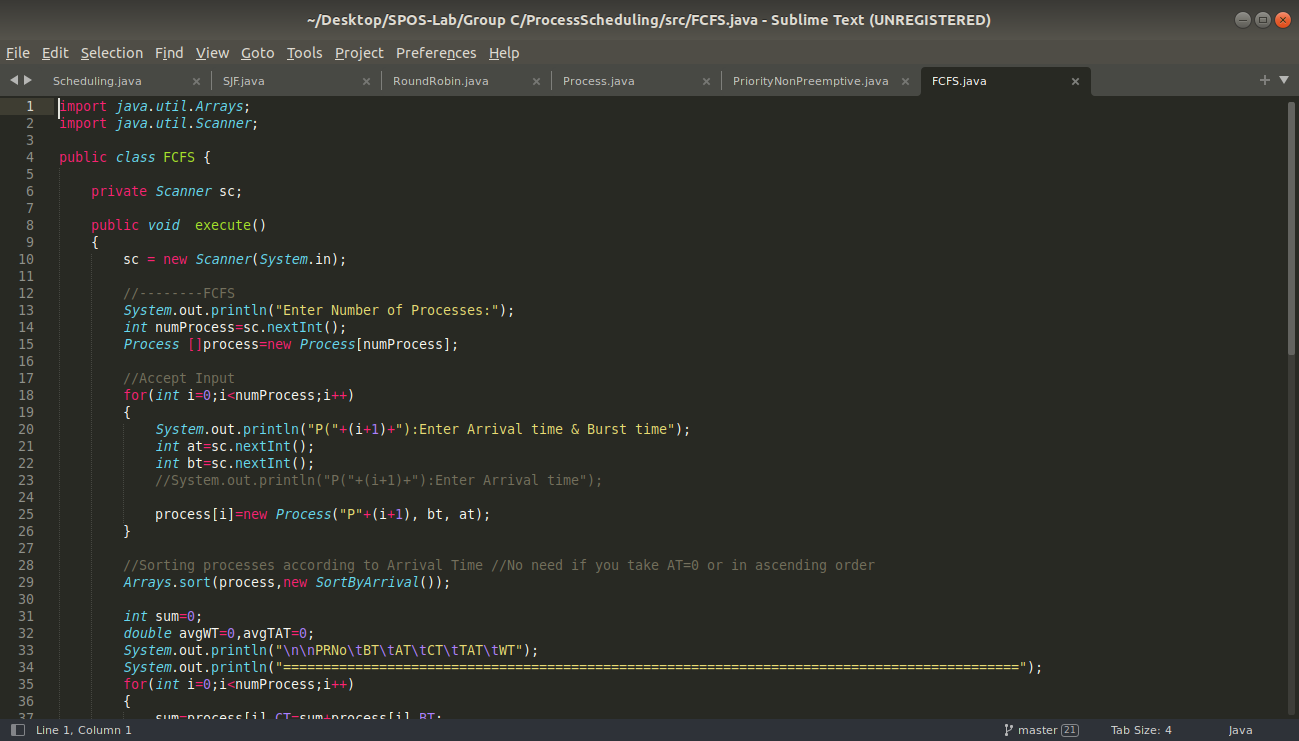 ~/Desktop/SPOS-Lab/Group C/ProcessScheduling/src/FCFS.java - Sublime Text (UNREGISTERED)
File Edit Selection Find View Goto Tools Project Preferences Help
Scheduling.java × SJF.java × RoundRobin.java × Process.java × PriorityNonPreemptive.java × FCFS.java ×
1 import java.util.Arrays;
2 import java.util.Scanner;
3
4 public class FCFS {
5
6 private Scanner sc;
7
8 public void  execute()
9 {
10 sc = new Scanner(System.in);
11
12 //--------FCFS
13 System.out.println("Enter Number of Processes:");
14 int numProcess=sc.nextInt();
15 Process []process=new Process[numProcess];
16
17 //Accept Input
18 for(int i=0;i<numProcess;i++)
19 {
20 System.out.println("P("+(i+1)+"):Enter Arrival time & Burst time");
21 int at=sc.nextInt();
22 int bt=sc.nextInt();
23 //System.out.println("P("+(i+1)+"):Enter Arrival time");
24
25 process[i]=new Process("P"+(i+1), bt, at);
26 }
27
28 //Sorting processes according to Arrival Time //No need if you take AT=0 or in ascending order
29 Arrays.sort(process,new SortByArrival());
30
31 int sum=0;
32 double avgWT=0,avgTAT=0;
33 System.out.println("\n\nPRNo\tBT\tAT\tCT\tTAT\tWT");
34 System.out.println("============================================================================================");
35 for(int i=0;i<numProcess;i++)
36 {
37 sum=process[i].CT=sum+process[i].BT;
Line 1, Column 1 master 21 Tab Size: 4 Java